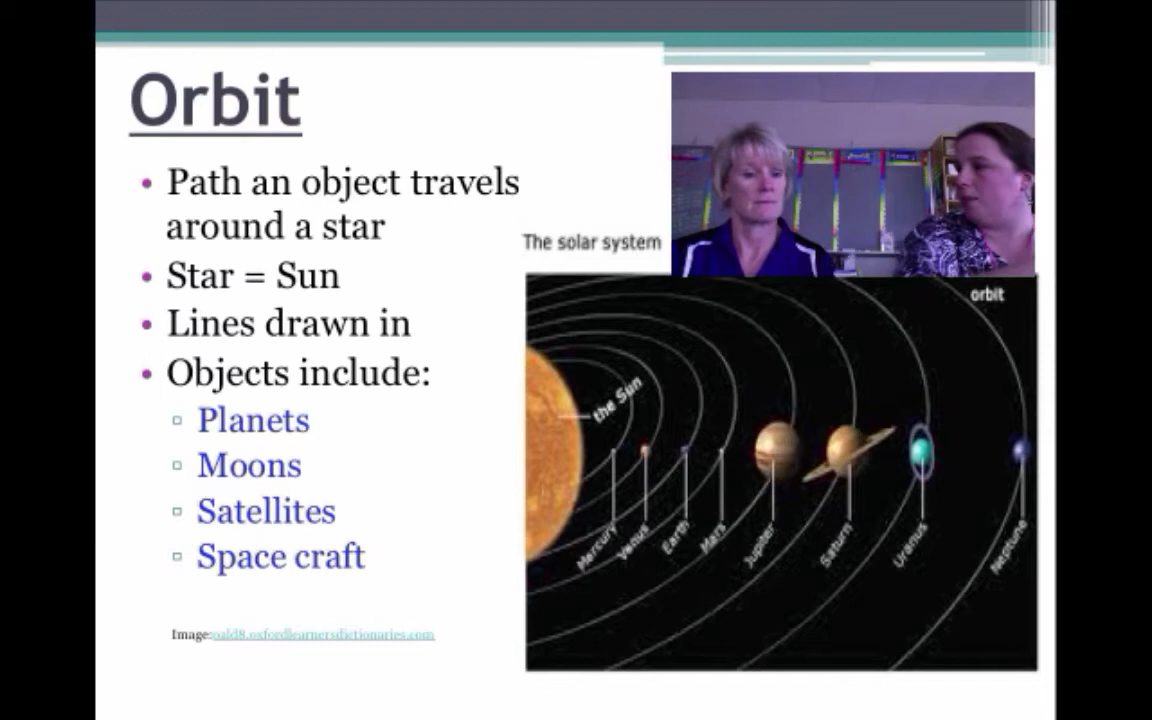 Orbit
• Path an object travels
around a star
• Star = Sun
• Lines drawn in
• Objects include:
▫ Planets
▫ Moons
▫ Satellites
▫ Space craft
Image:oald8.oxfordlearnersdictionaries.com
The solar system
orbit
the Sun
Mercury
Venus
Earth
Mars
Jupiter
Saturn
Uranus
Neptune